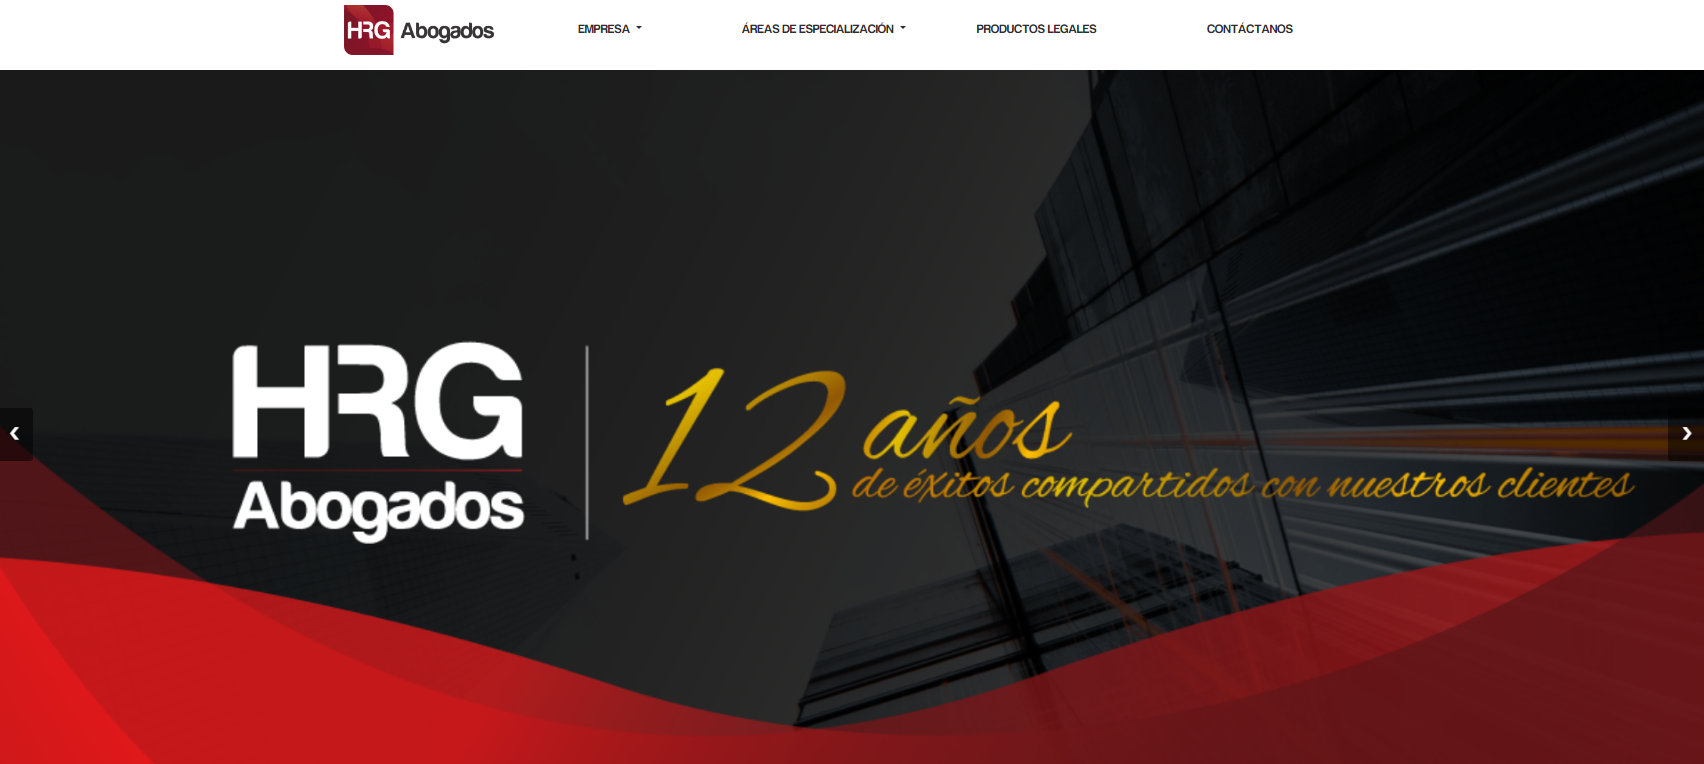 HRG Abogados
EMPRESA
ÁREAS DE ESPECIALIZACIÓN
PRODUCTOS LEGALES
CONTÁCTANOS
HRG
Abogados
12 años
de éxitos compartidos con nuestros clientes